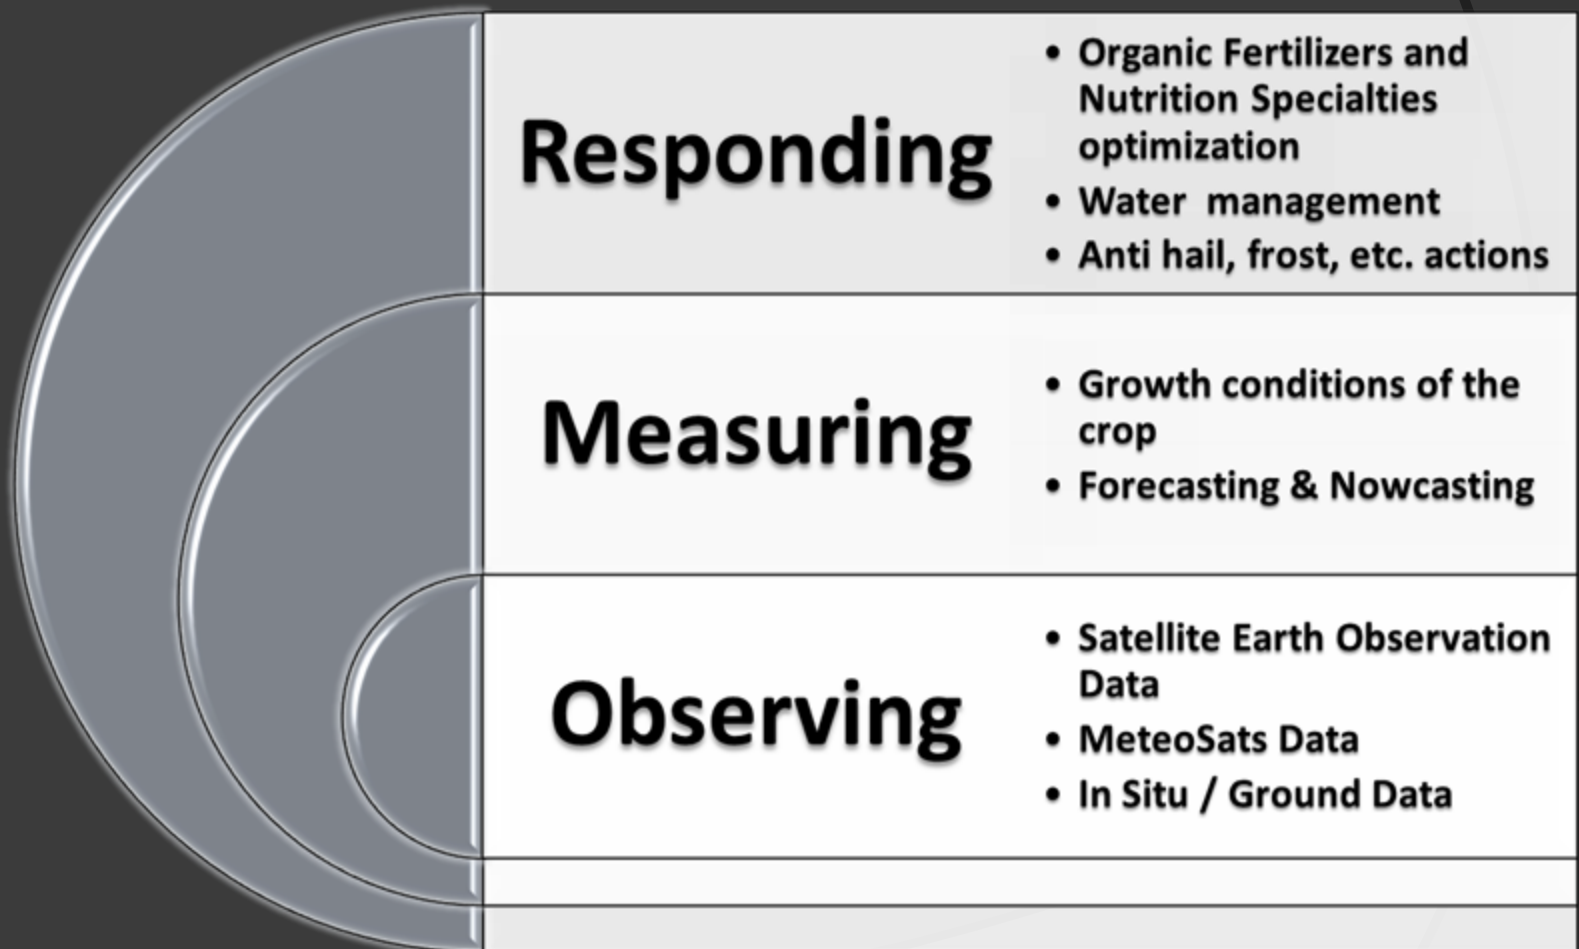 Responding
• Organic Fertilizers and
Nutrition Specialties
optimization
• Water  management
• Anti hail, frost, etc. actions
Measuring
• Growth conditions of the
crop
• Forecasting & Nowcasting
Observing
• Satellite Earth Observation
Data
• MeteoSats Data
• In Situ / Ground Data